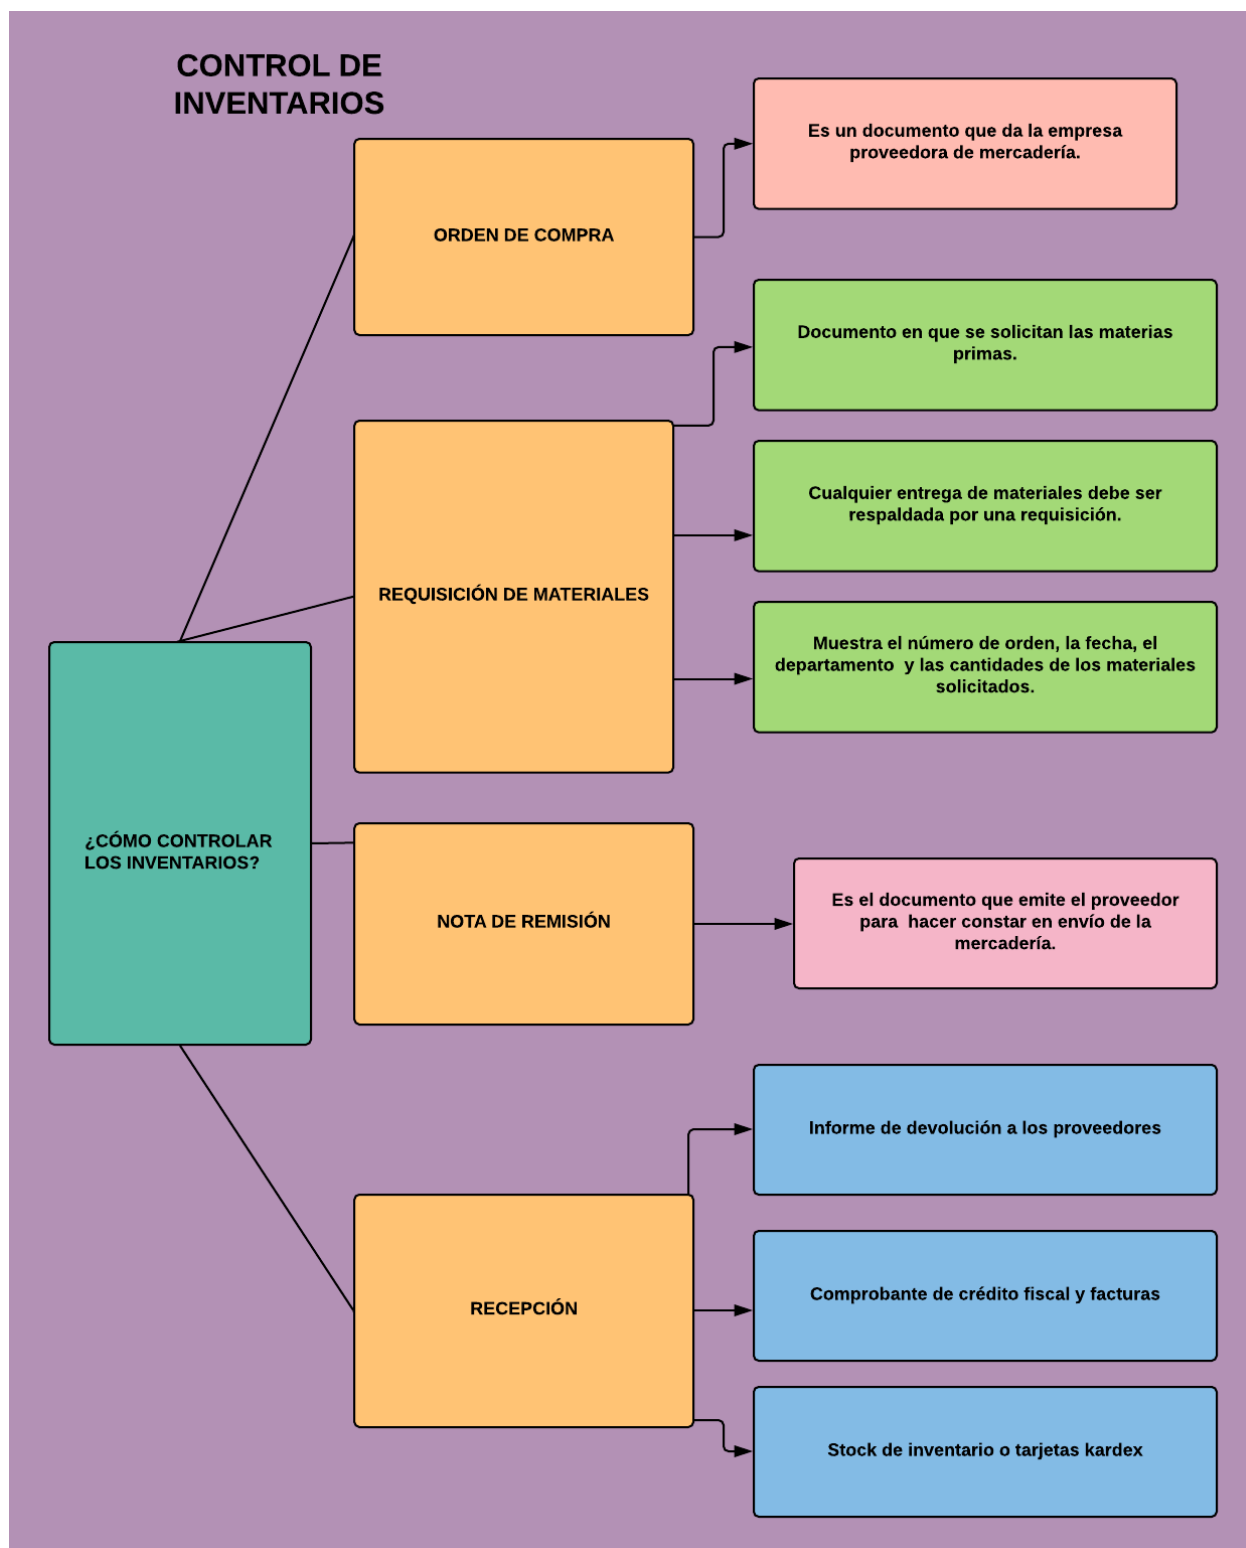 CONTROL DE
INVENTARIOS
Es un documento que da la empresa
proveedora de mercadería.
ORDEN DE COMPRA
Documento en que se solicitan las materias
primas.
Cualquier entrega de materiales debe ser
respaldada por una requisición.
REQUISICIÓN DE MATERIALES
Muestra el número de orden, la fecha, el
departamento  y las cantidades de los materiales
solicitados.
¿CÓMO CONTROLAR
LOS INVENTARIOS?
NOTA DE REMISIÓN
Es el documento que emite el proveedor
para  hacer constar en envío de la
mercadería.
Informe de devolución a los proveedores
RECEPCIÓN
Comprobante de crédito fiscal y facturas
Stock de inventario o tarjetas kardex